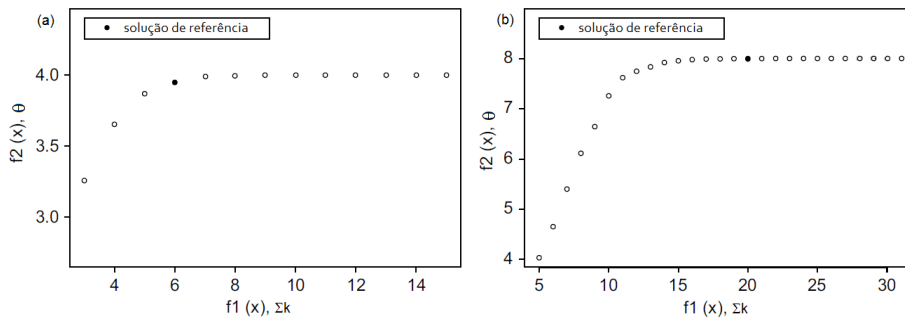 (a)
solução de referência
4.0
3.5
3.0
f2 (x), θ
4 6 8 10 12 14
f1 (x), Σk
(b)
solução de referência
8
7
6
5
4
f2 (x), θ
5 10 15 20 25 30
f1 (x), Σk